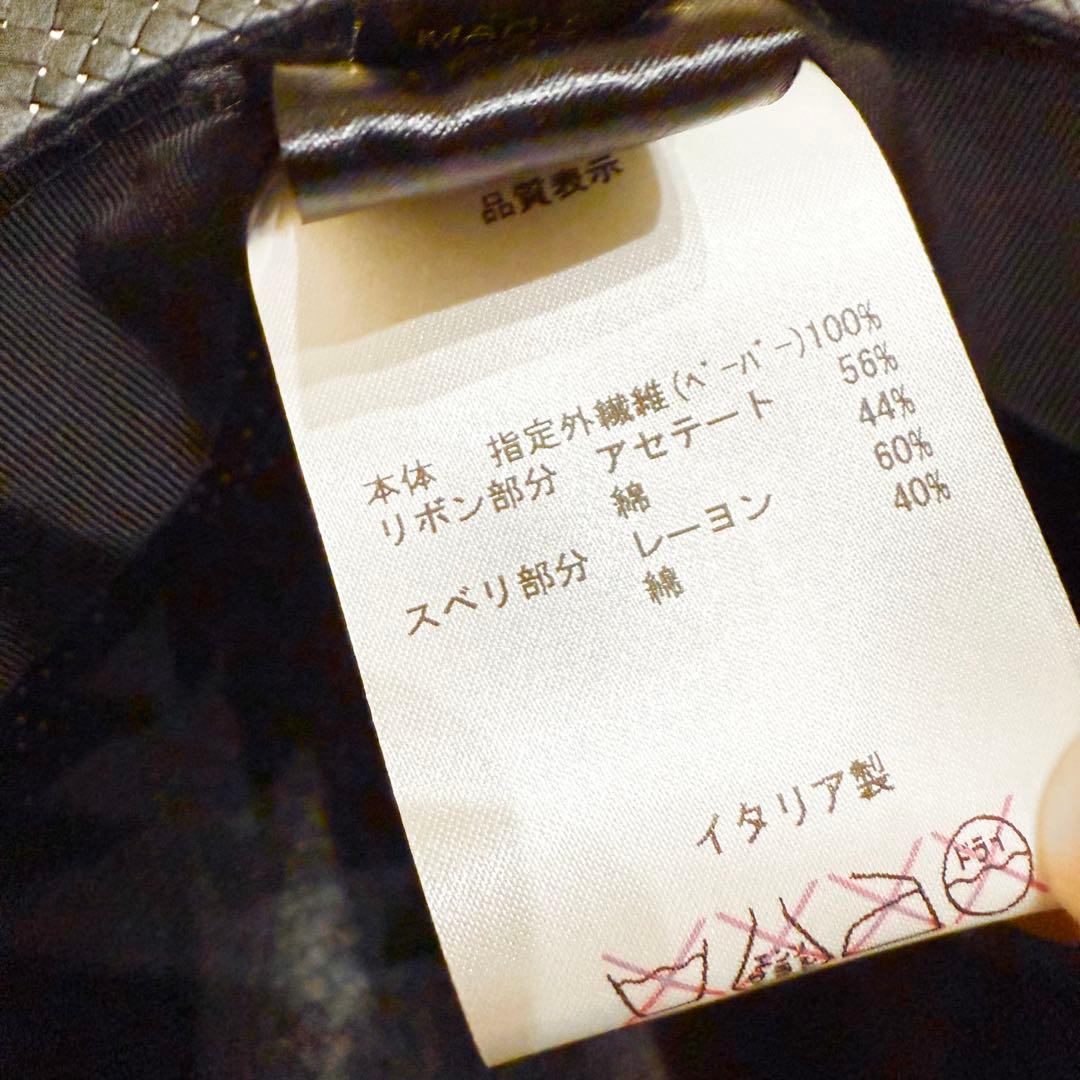 品質表示
本体 指定外繊維(ペーパー)100%
リボン部分 アセテート 56%
綿 44%
スベリ部分 レーヨン 60%
綿 40%
イタリア製
ドライ